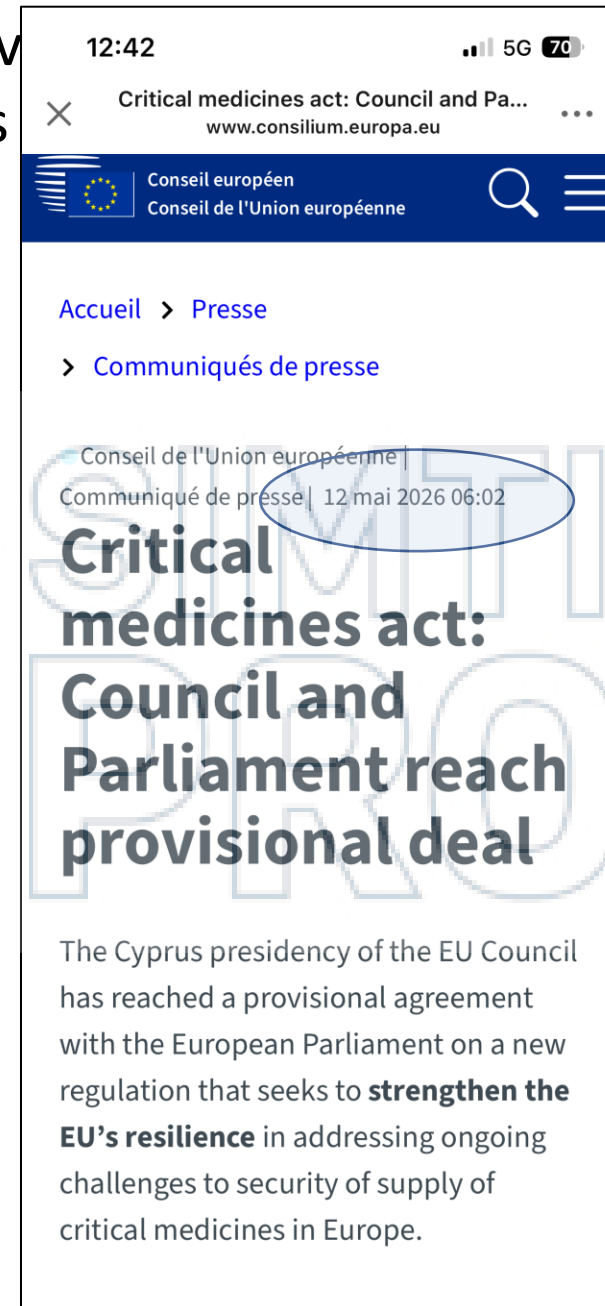 12:42 5G 70
Critical medicines act: Council and Pa...
www.consilium.europa.eu
Conseil européen
Conseil de l'Union européenne
Accueil > Presse
> Communiqués de presse
Conseil de l'Union européenne |
Communiqué de presse | 12 mai 2026 06:02
Critical
medicines act:
Council and
Parliament reach
provisional deal
The Cyprus presidency of the EU Council
has reached a provisional agreement
with the European Parliament on a new
regulation that seeks to strengthen the
EU’s resilience in addressing ongoing
challenges to security of supply of
critical medicines in Europe.